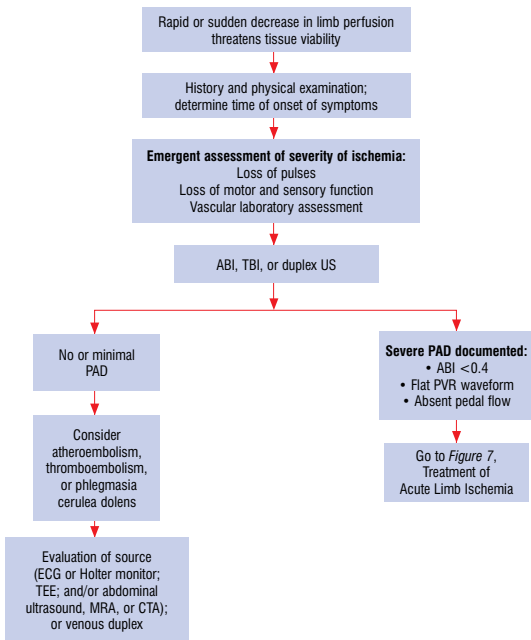 Rapid or sudden decrease in limb perfusion
threatens tissue viability
History and physical examination;
determine time of onset of symptoms
Emergent assessment of severity of ischemia:
Loss of pulses
Loss of motor and sensory function
Vascular laboratory assessment
ABI, TBI, or duplex US
No or minimal
PAD
Consider
atheroembolism,
thromboembolism,
or phlegmasia
cerulea dolens
Evaluation of source
(ECG or Holter monitor;
TEE; and/or abdominal
ultrasound, MRA, or CTA);
or venous duplex
Severe PAD documented:
• ABI <0.4
• Flat PVR waveform
• Absent pedal flow
Go to Figure 7,
Treatment of
Acute Limb Ischemia